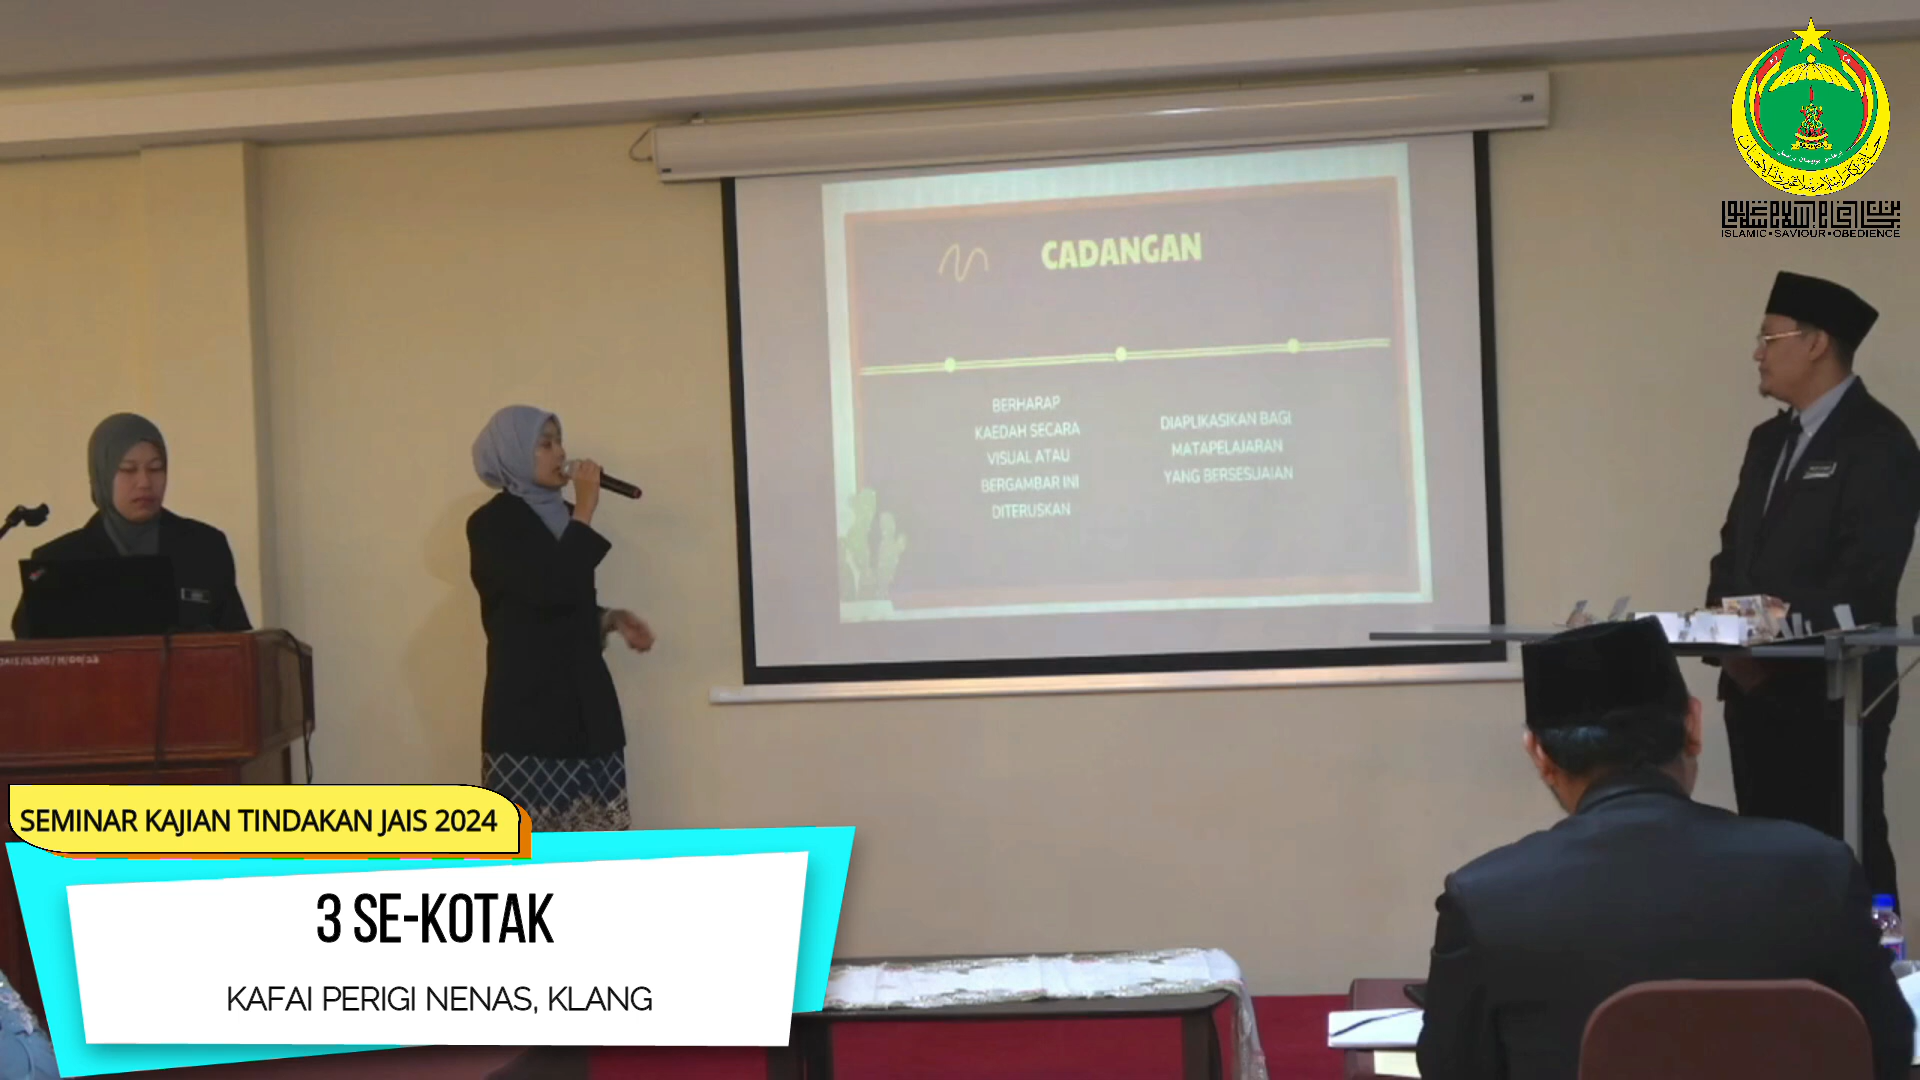 CADANGAN
BERHARAP
KAEDAH SECARA
VISUAL ATAU
BERGAMBAR INI
DITERUSKAN
DIAPLIKASIKAN BAGI
MATAPELAJARAN
YANG BERSESUAIAN
ISLAMIC•SAVIOUR•OBEDIENCE
SEMINAR KAJIAN TINDAKAN JAIS 2024
3 SE-KOTAK
KAFAI PERIGI NENAS, KLANG